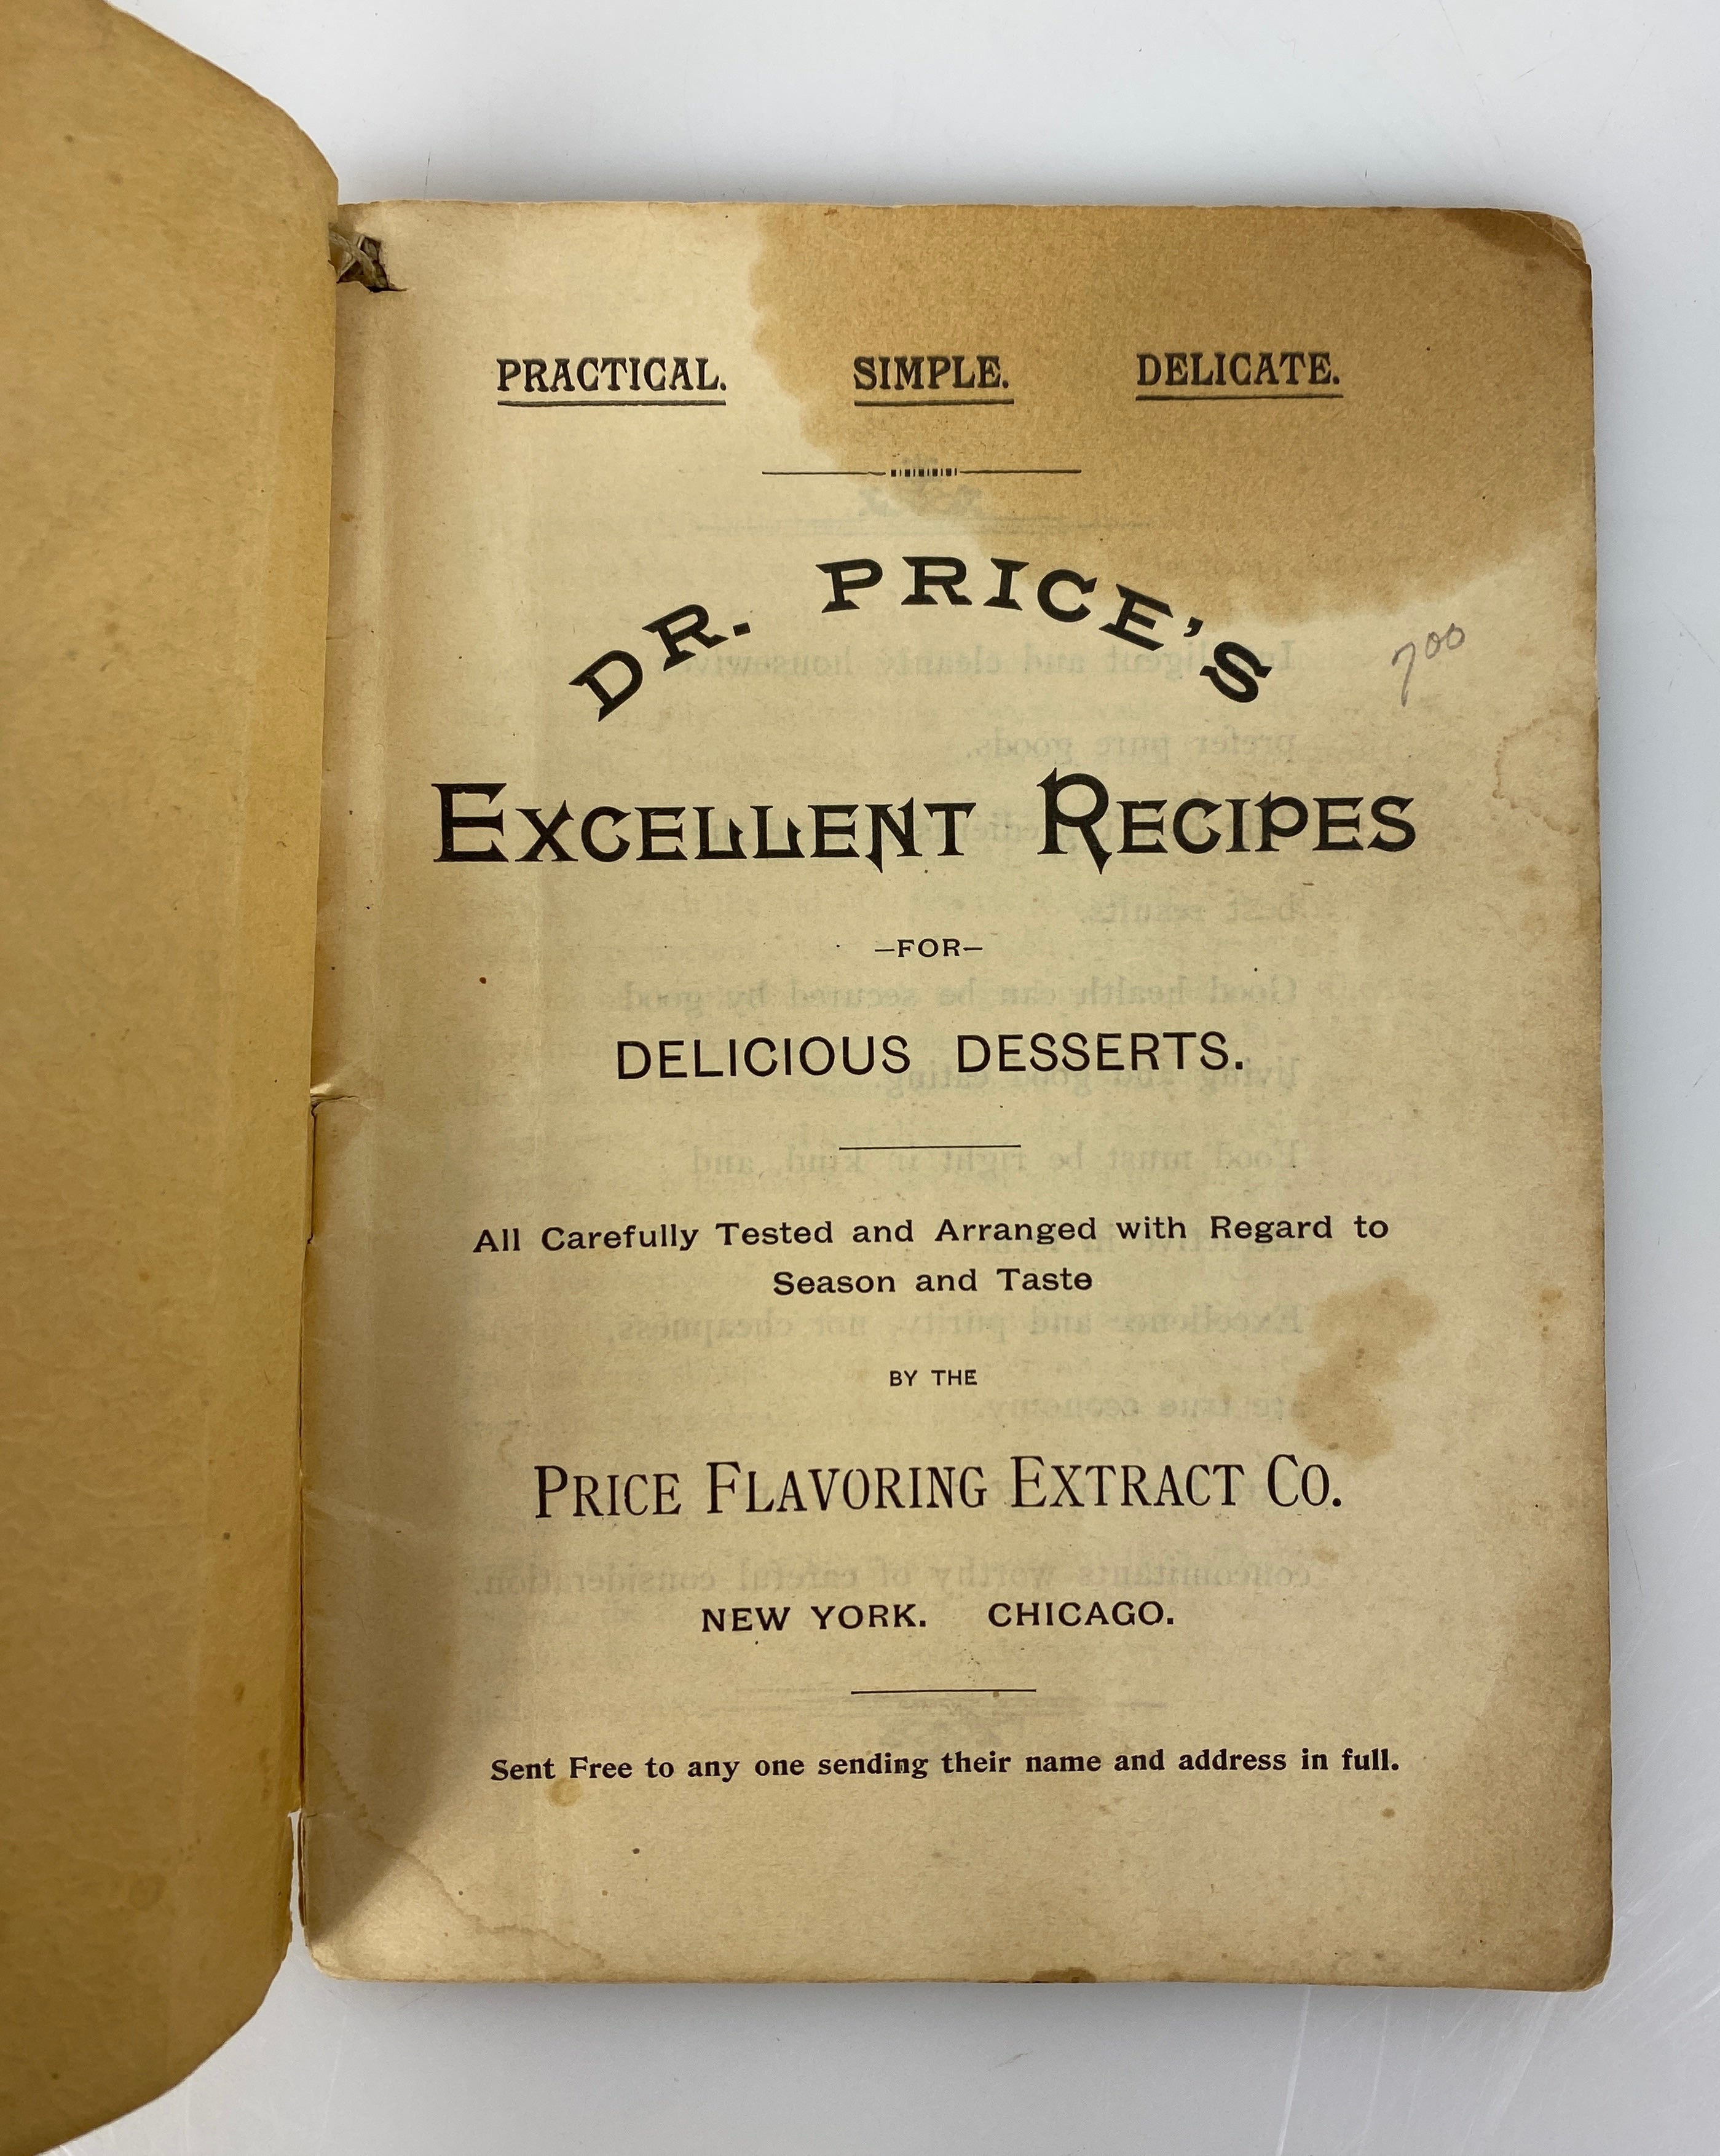 PRACTICAL. SIMPLE. DELICATE.
DR. PRICE'S
700
EXCELLENT RECIPES
—FOR—
DELICIOUS DESSERTS.
All Carefully Tested and Arranged with Regard to
Season and Taste
BY THE
PRICE FLAVORING EXTRACT CO.
NEW YORK. CHICAGO.
Sent Free to any one sending their name and address in full.